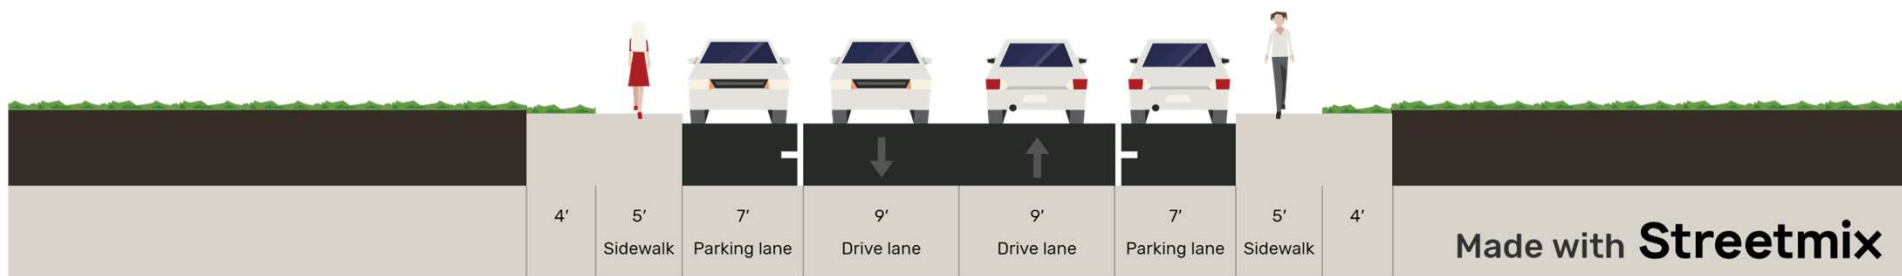 4′ 5′ 7′ 9′ 9′ 7′ 5′ 4′
Sidewalk Parking lane Drive lane Drive lane Parking lane Sidewalk
Made with Streetmix